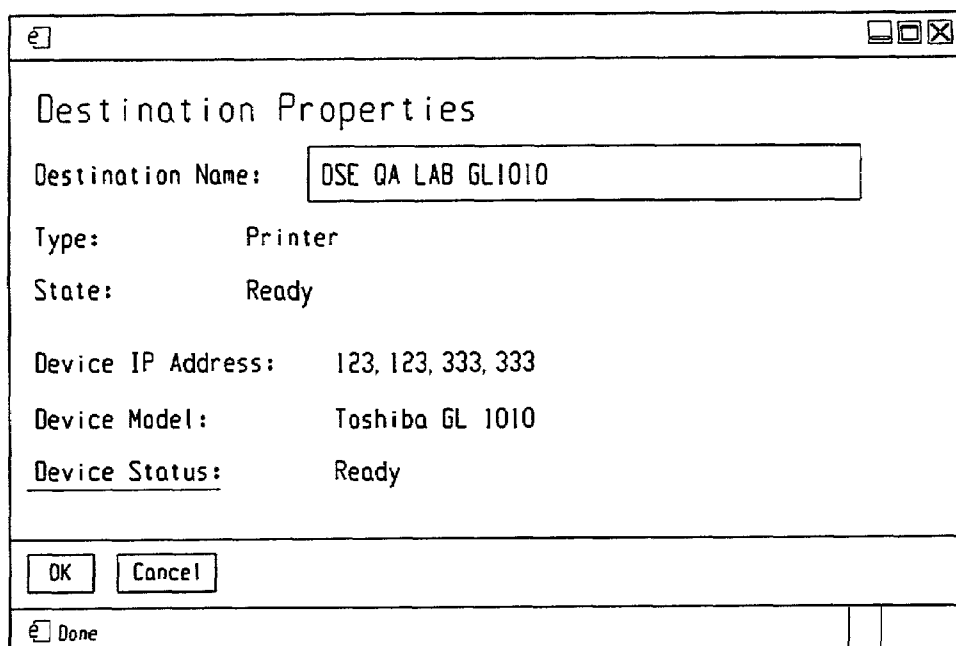 Destination Properties
Destination Name: DSE QA LAB GL1010
Type: Printer
State: Ready
Device IP Address: 123, 123, 333, 333
Device Model: Toshiba GL 1010
Device Status: Ready
OK Cancel
Done